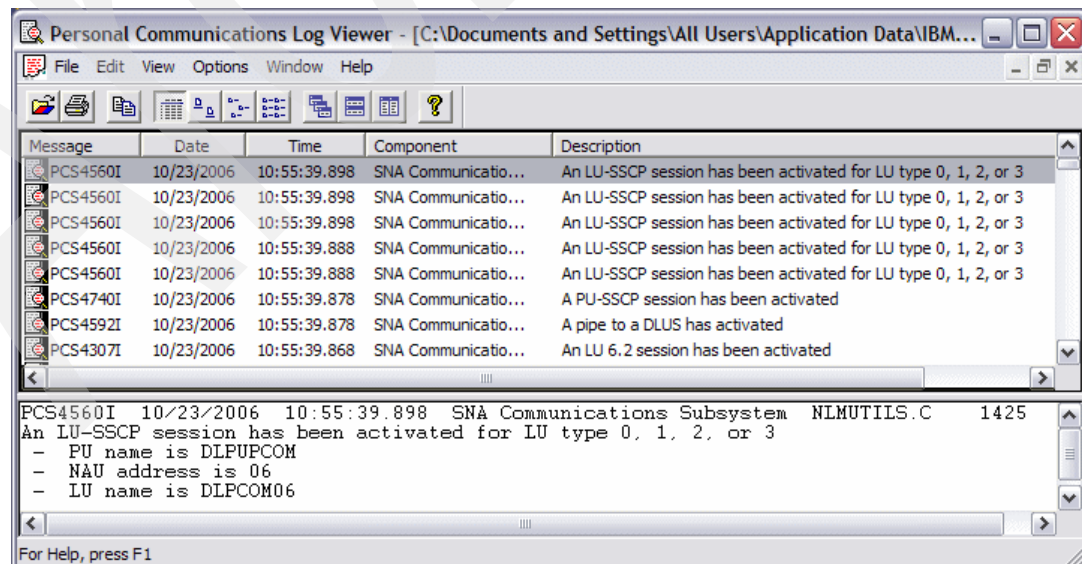 Personal Communications Log Viewer - [C:\Documents and Settings\All Users\Application Data\IBM...
File Edit View Options Window Help
Message Date Time Component Description
PCS4560I 10/23/2006 10:55:39.898 SNA Communicatio... An LU-SSCP session has been activated for LU type 0, 1, 2, or 3
PCS4560I 10/23/2006 10:55:39.898 SNA Communicatio... An LU-SSCP session has been activated for LU type 0, 1, 2, or 3
PCS4560I 10/23/2006 10:55:39.898 SNA Communicatio... An LU-SSCP session has been activated for LU type 0, 1, 2, or 3
PCS4560I 10/23/2006 10:55:39.888 SNA Communicatio... An LU-SSCP session has been activated for LU type 0, 1, 2, or 3
PCS4560I 10/23/2006 10:55:39.888 SNA Communicatio... An LU-SSCP session has been activated for LU type 0, 1, 2, or 3
PCS4740I 10/23/2006 10:55:39.878 SNA Communicatio... A PU-SSCP session has been activated
PCS4592I 10/23/2006 10:55:39.878 SNA Communicatio... A pipe to a DLUS has activated
PCS4307I 10/23/2006 10:55:39.868 SNA Communicatio... An LU 6.2 session has been activated
PCS4560I 10/23/2006 10:55:39.898 SNA Communications Subsystem NLMUTILS.C 1425
An LU-SSCP session has been activated for LU type 0, 1, 2, or 3
- PU name is DLPUPCOM
- NAU address is 06
- LU name is DLPCOM06
For Help, press F1